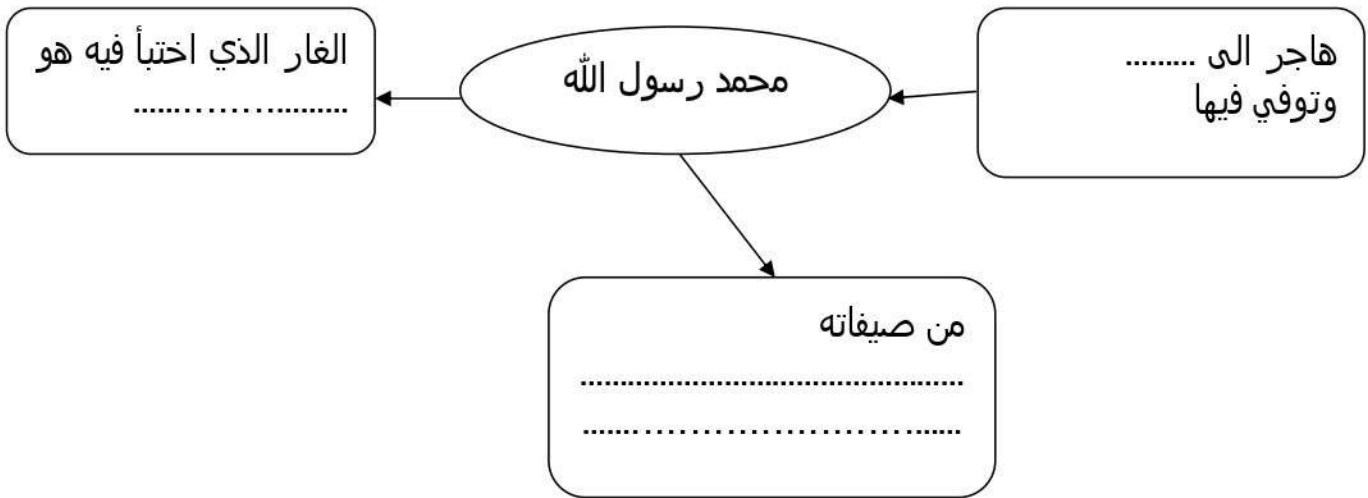 هاجر الى .........
وتوفي فيها
محمد رسول الله
الغار الذي اختبأ فيه هو
.........................
من صيفاته
................................................
................................................